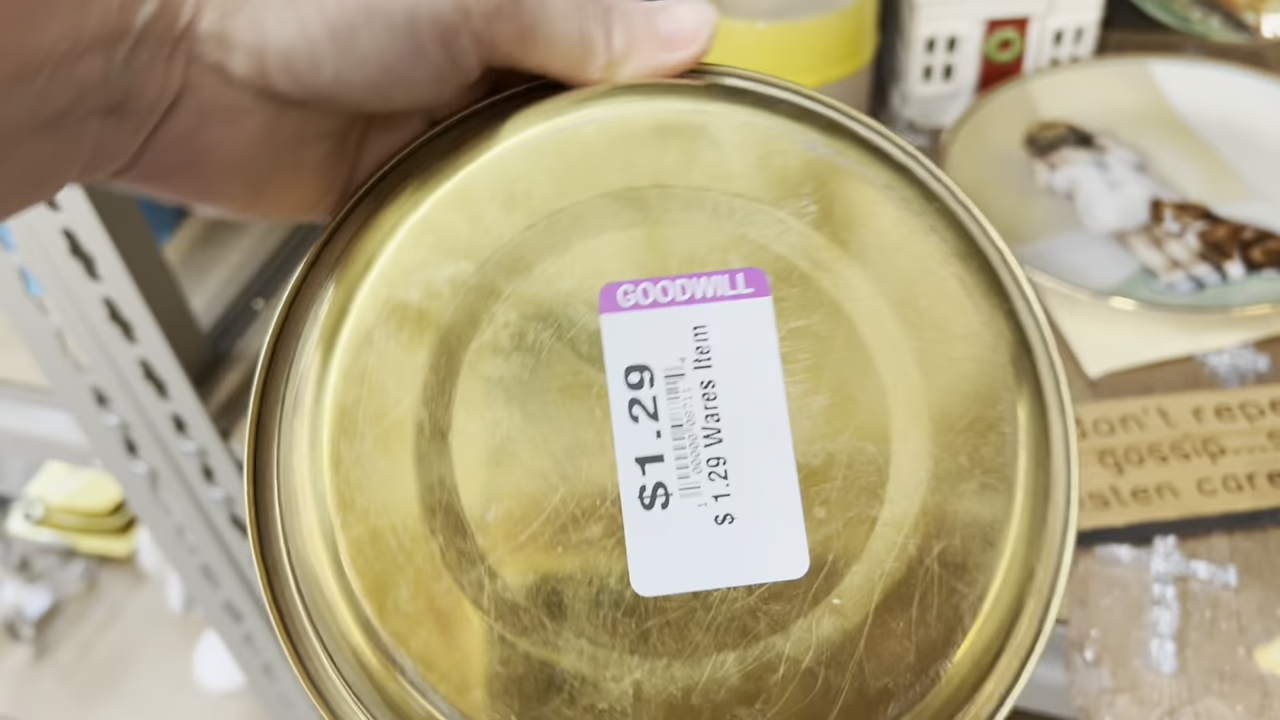 GOODWILL
$1.29
$ 1.29 Wares Item
don't repe
gossip....
sten care